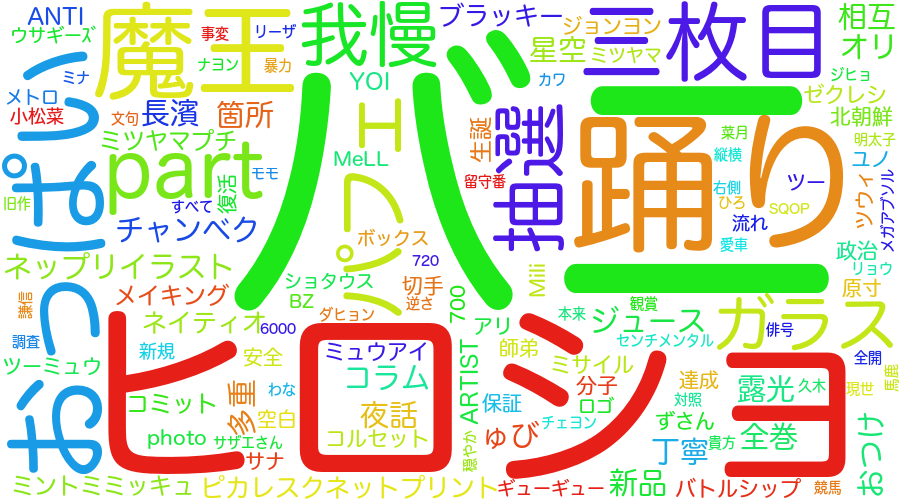 ANTI
ウサギーズ
魔王
事変
リーザ
ナヨン
暴力
我慢
ブラッキー
ジョンヨン
星空
ミツヤマ
三枚目
相互
オリ
カワ
ジヒョ
ゼクレシ
北朝鮮
明太子
メトロ
ミナ
小松菜
文句
長濱
箇所
YOI
パフェ
バニ
生誕
抽選
踊り
菜月
縦横
ユノ
ツー
ミツヤマプチ
part
モモ
MeLL
留守番
右側
ひろ
SQOP
ツウィ
メガアブソル
旧作
おっぱい
復活
すべて
チャンベク
流れ
愛車
政治
リョウ
ボックス
720
ネップリイラスト
ショタウス
BZ
切手
逆さ
Mili
原寸
謙信
メイキング
ダヒョン
700
観賞
ネイティオ
6000
アリ
本来
ジュース
ガラス
俳号
調査
新規
安全
ミュウアイ
師弟
センチメンタル
全開
ツーミュウ
ヒロショ
ミサイル
馬鹿
わな
コラム
ARTIST
分子
達成
露光
久木
現世
コミット
多重
空白
夜話
保証
ロゴ
対照
photo
サザエさん
コルセット
ゅび
チェヨン
ずさん
全巻
おつけ
サナ
穏やか
丁寧
貴方
ミントミミッキュ
ピカレスクネットプリント
ギューギュー
新品
バトルシップ
競馬